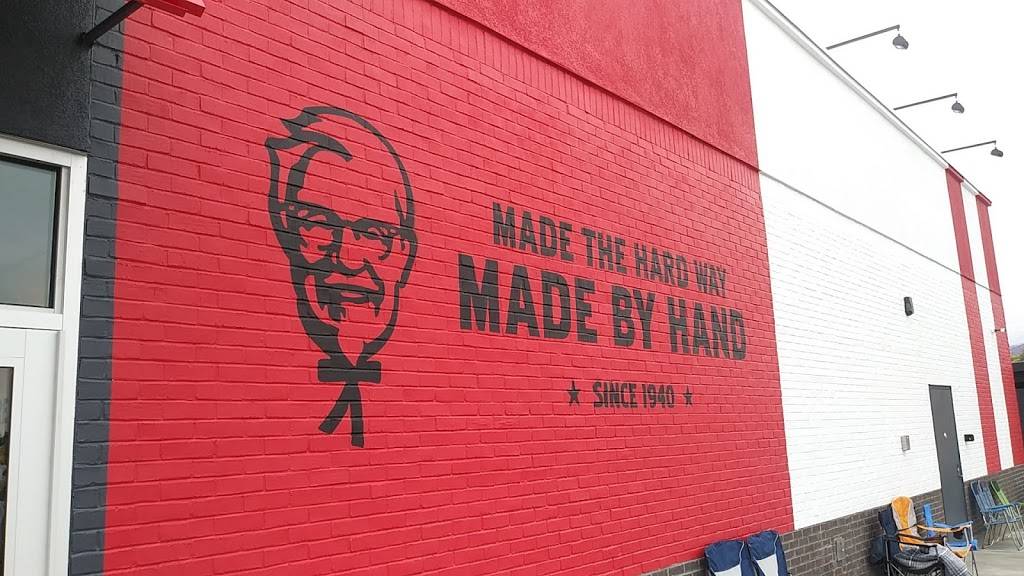 MADE THE HARD WAY
MADE BY HAND
★ SINCE 1940 ★